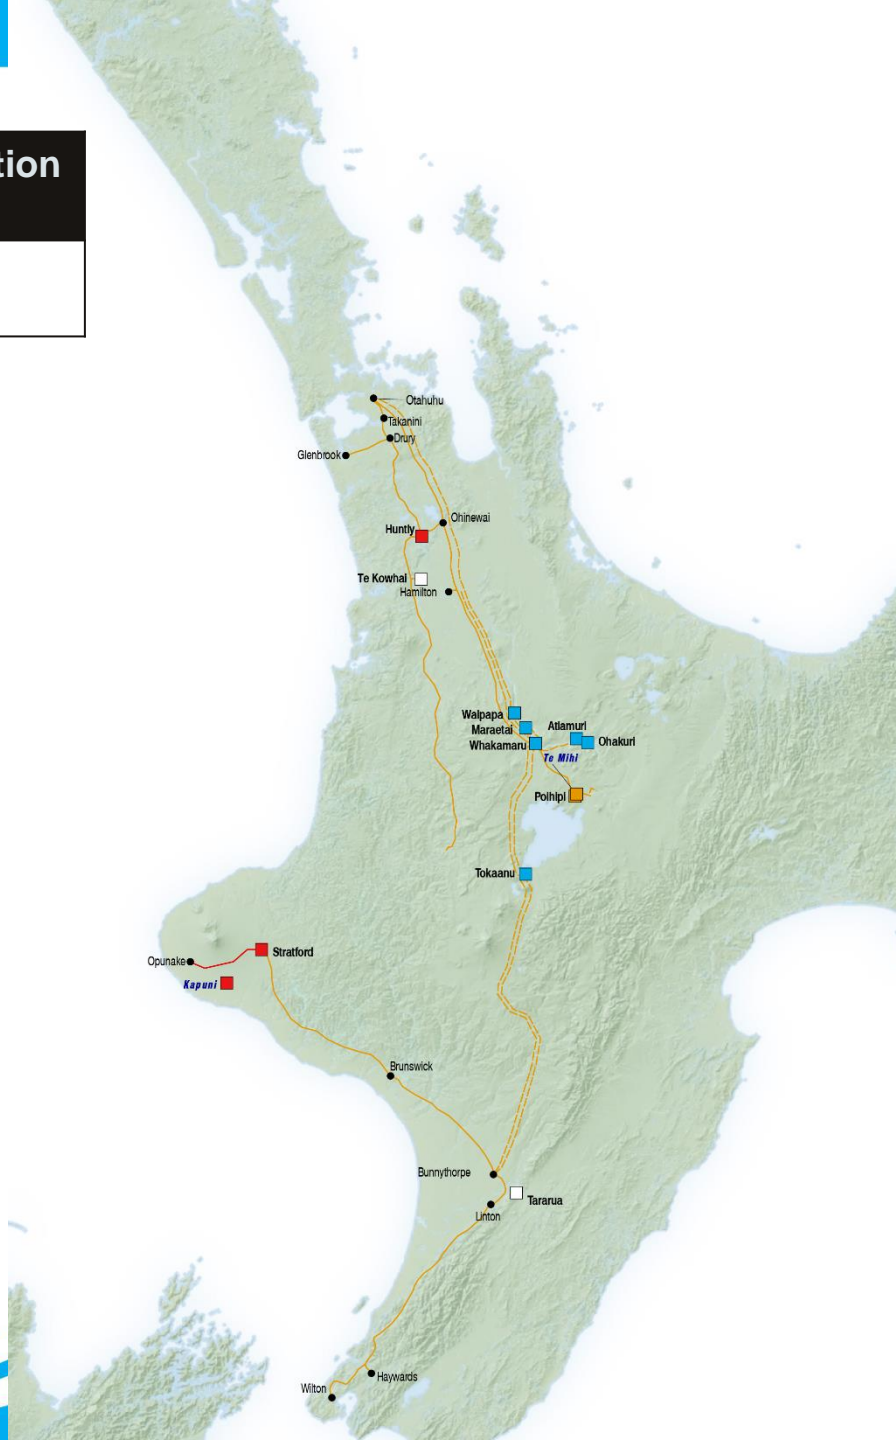 tion
Otahuhu
Takanini
Drury
Glenbrook
Ohinewai
Huntly
Te Kowhai
Hamilton
Waipapa
Maraetai
Atiamuri
Whakamaru
Ohakuri
Te Mihi
Poihipi
Tokaanu
Stratford
Opunake
Kapuni
Brunswick
Bunnythorpe
Tararua
Linton
Haywards
Wilton